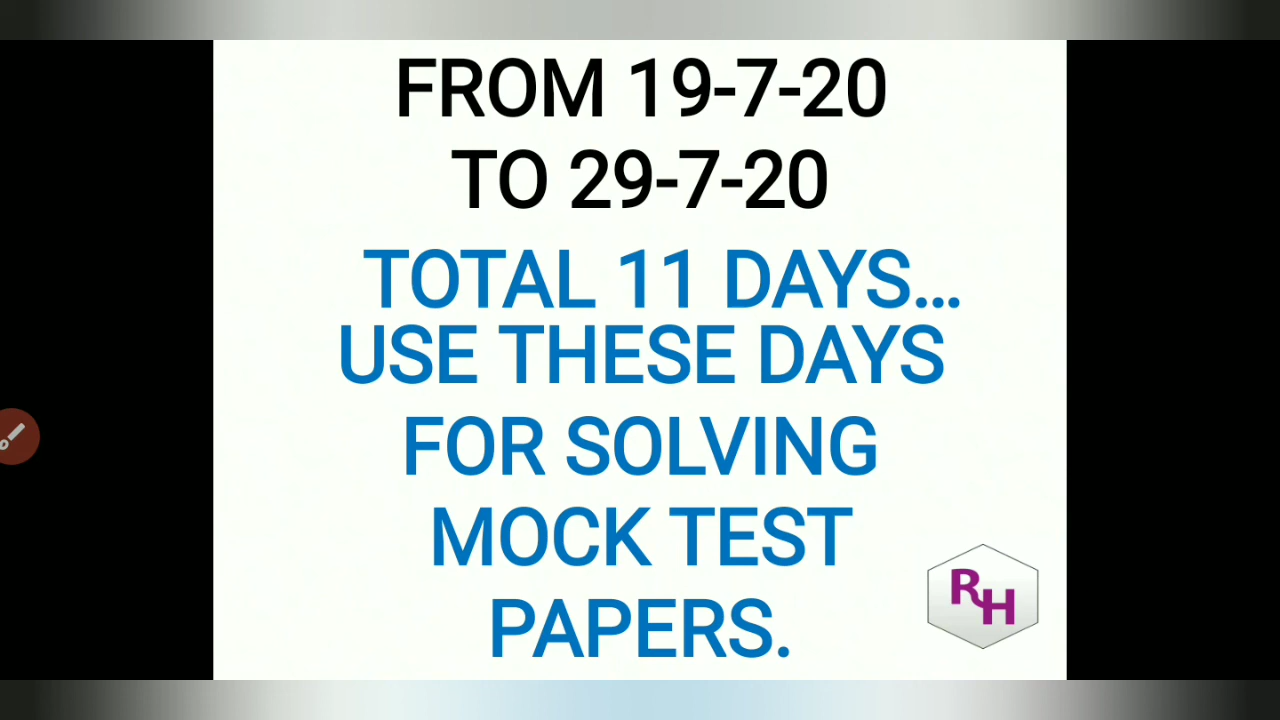 FROM 19-7-20
TO 29-7-20
TOTAL 11 DAYS...
USE THESE DAYS
FOR SOLVING
MOCK TEST
PAPERS.
RH